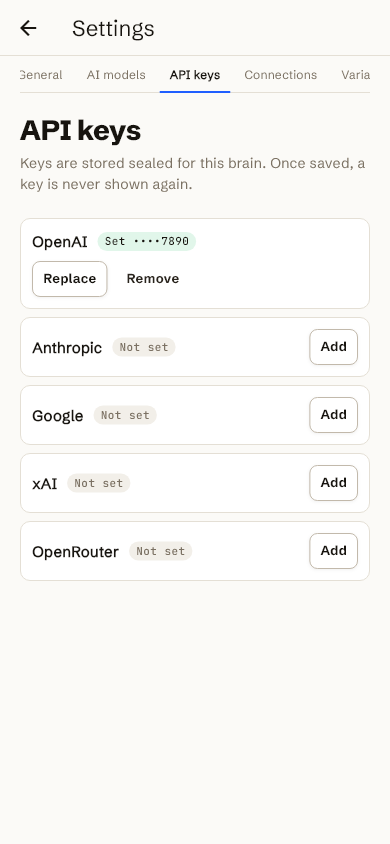 Settings
General AI models API keys Connections Varia
API keys
Keys are stored sealed for this brain. Once saved, a
key is never shown again.
OpenAI Set ••••7890
Replace Remove
Anthropic Not set Add
Google Not set Add
xAI Not set Add
OpenRouter Not set Add